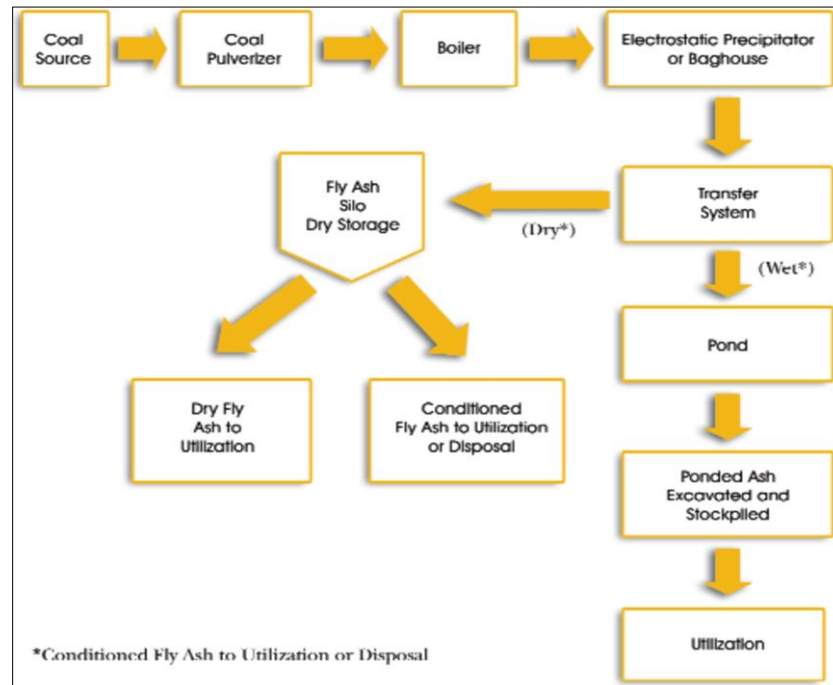 Coal
Source
Coal
Pulverizer
Boiler
Electrostatic Precipitator
or Baghouse
Fly Ash
Silo
Dry Storage
(Dry*)
Transfer
System
(Wet*)
Pond
Dry Fly
Ash to
Utilization
Conditioned
Fly Ash to Utilization
or Disposal
Ponded Ash
Excavated and
Stockpiled
Utilization
*Conditioned Fly Ash to Utilization or Disposal